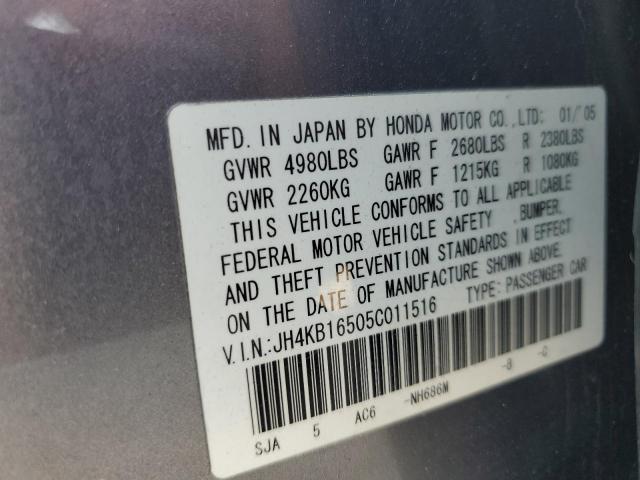 MFD. IN JAPAN BY HONDA MOTOR CO.,LTD: 01/'05
GVWR 4980LBS GAWR F 2680LBS R 2380LBS
GVWR 2260KG GAWR F 1215KG R 1080KG
THIS VEHICLE CONFORMS TO ALL APPLICABLE
FEDERAL MOTOR VEHICLE SAFETY ,BUMPER,
AND THEFT PREVENTION STANDARDS IN EFFECT
ON THE DATE OF MANUFACTURE SHOWN ABOVE.
V.I.N.:JH4KB16505C011516 TYPE: PASSENGER CAR
SJA 5 AC6 -NH686M -B -C